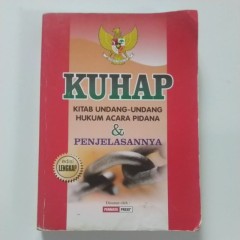 KUHAP
KITAB UNDANG-UNDANG
HUKUM ACARA PIDANA
&
PENJELASANNYA
LENGKAP